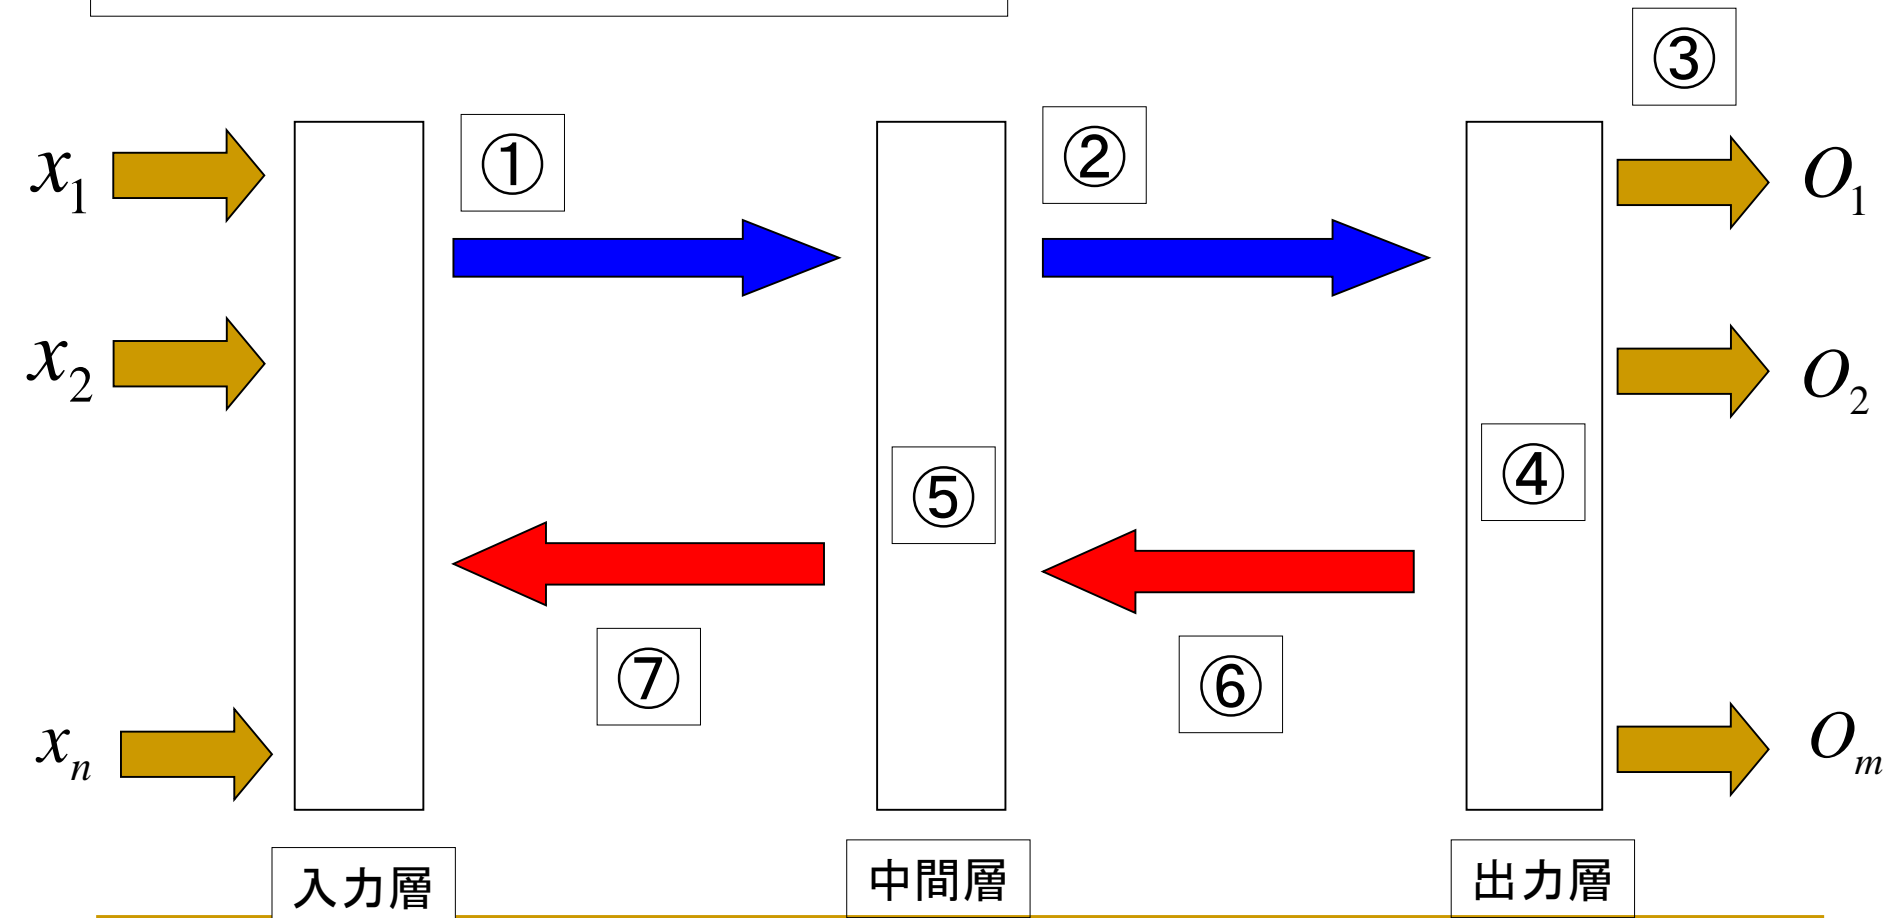 ③
①
②
x₁
O₁
x₂
O₂
④
⑤
⑦
⑥
xₙ
Oₘ
入力層
中間層
出力層